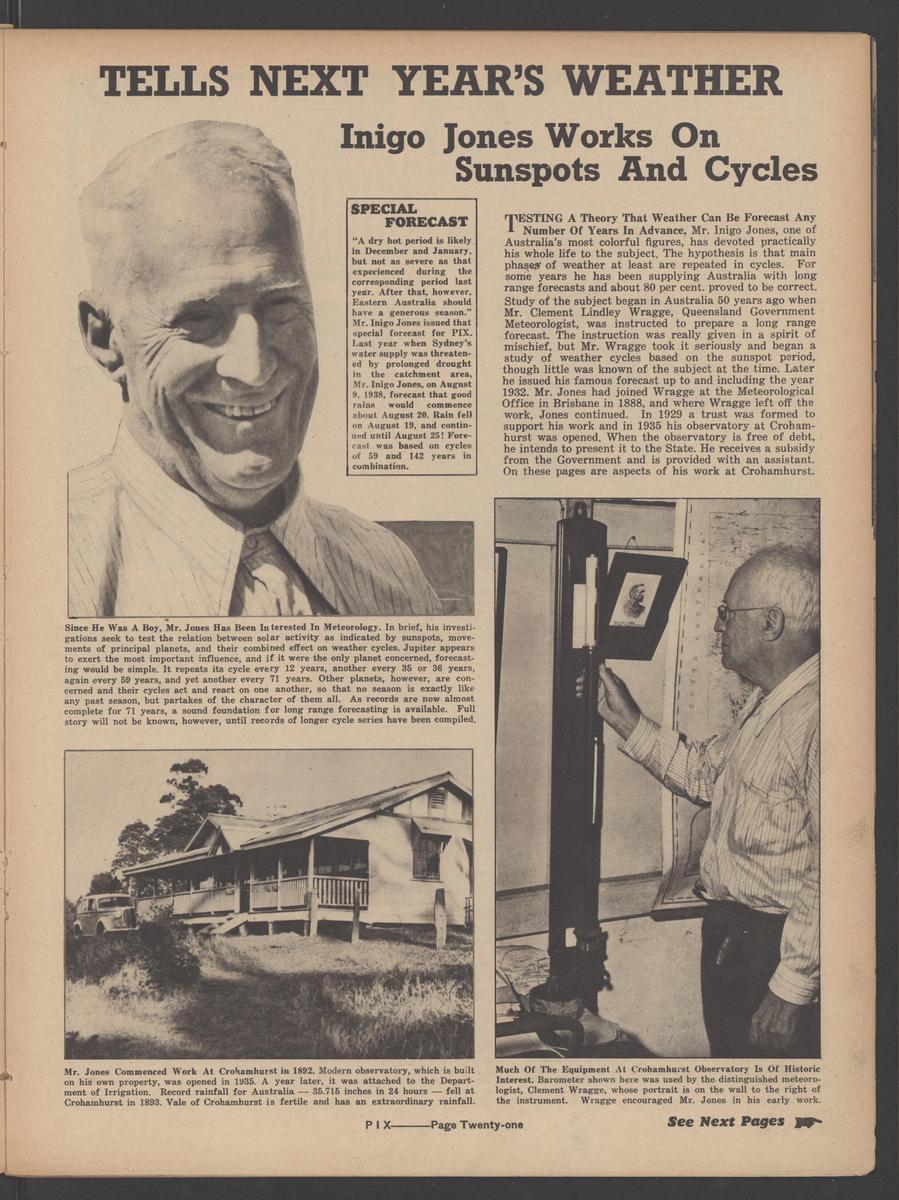 TELLS NEXT YEAR'S WEATHER
Inigo Jones Works On
Sunspots And Cycles
SPECIAL
FORECAST
"A dry hot period is likely
in December and January,
but not as severe as that
experienced during the
corresponding period last
year. After that, however,
Eastern Australia should
have a generous season."
Mr. Inigo Jones issued that
special forecast for PIX.
Last year when Sydney's
water supply was threaten-
ed by prolonged drought
in the catchment area,
Mr. Inigo Jones, on August
9, 1938, forecast that good
rains would commence
about August 20. Rain fell
on August 19, and contin-
ued until August 25! Fore-
cast was based on cycles
of 59 and 142 years in
combination.
TESTING A Theory That Weather Can Be Forecast Any
Number Of Years In Advance, Mr. Inigo Jones, one of
Australia's most colorful figures, has devoted practically
his whole life to the subject. The hypothesis is that main
phases of weather at least are repeated in cycles. For
some years he has been supplying Australia with long
range forecasts and about 80 per cent. proved to be correct.
Study of the subject began in Australia 50 years ago when
Mr. Clement Lindley Wragge, Queensland Government
Meteorologist, was instructed to prepare a long range
forecast. The instruction was really given in a spirit of
mischief, but Mr. Wragge took it seriously and began a
study of weather cycles based on the sunspot period,
though little was known of the subject at the time. Later
he issued his famous forecast up to and including the year
1932. Mr. Jones had joined Wragge at the Meteorological
Office in Brisbane in 1888, and where Wragge left off the
work, Jones continued. In 1929 a trust was formed to
support his work and in 1935 his observatory at Croham-
hurst was opened. When the observatory is free of debt,
he intends to present it to the State. He receives a subsidy
from the Government and is provided with an assistant.
On these pages are aspects of his work at Crohamhurst.
Since He Was A Boy, Mr. Jones Has Been Interested In Meteorology. In brief, his investi-
gations seek to test the relation between solar activity as indicated by sunspots, move-
ments of principal planets, and their combined effect on weather cycles. Jupiter appears
to exert the most important influence, and if it were the only planet concerned, forecast-
ing would be simple. It repeats its cycle every 12 years, another every 35 or 36 years,
again every 59 years, and yet another every 71 years. Other planets, however, are con-
cerned and their cycles act and react on one another, so that no season is exactly like
any past season, but partakes of the character of them all. As records are now almost
complete for 71 years, a sound foundation for long range forecasting is available. Full
story will not be known, however, until records of longer cycle series have been compiled.
Mr. Jones Commenced Work At Crohamhurst in 1892. Modern observatory, which is built
on his own property, was opened in 1935. A year later, it was attached to the Depart-
ment of Irrigation. Record rainfall for Australia — 35.715 inches in 24 hours — fell at
Crohamhurst in 1893. Vale of Crohamhurst is fertile and has an extraordinary rainfall.
Much Of The Equipment At Crohamhurst Observatory Is Of Historic
Interest. Barometer shown here was used by the distinguished meteoro-
logist, Clement Wragge, whose portrait is on the wall to the right of
the instrument. Wragge encouraged Mr. Jones in his early work.
PIX——Page Twenty-one
See Next Pages